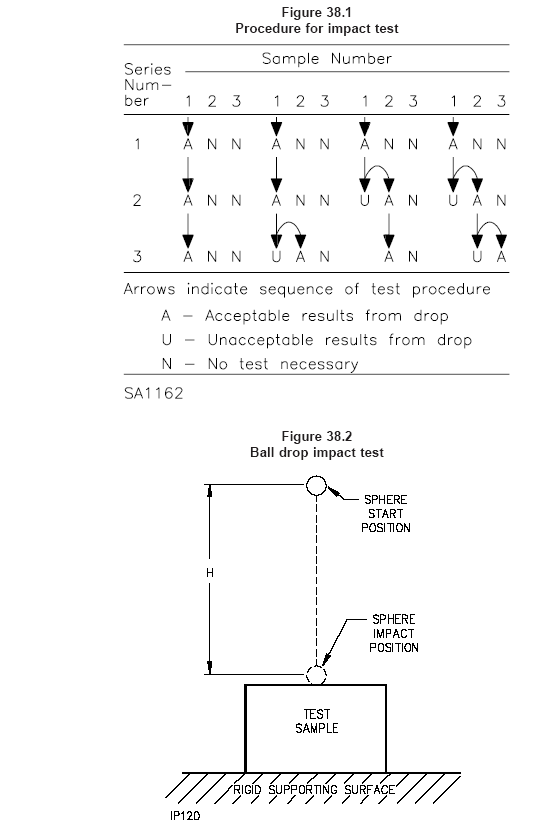 Figure 38.1
Procedure for impact test
Sample Number
Series
Num–
ber 1 2 3 1 2 3 1 2 3 1 2 3
1 A N N A N N A N N A N N
2 A N N A N N U A N U A N
3 A N N U A N A N U A
Arrows indicate sequence of test procedure
A – Acceptable results from drop
U – Unacceptable results from drop
N – No test necessary
SA1162
Figure 38.2
Ball drop impact test
SPHERE
START
POSITION
H
SPHERE
IMPACT
POSITION
TEST
SAMPLE
RIGID SUPPORTING SURFACE
IP120